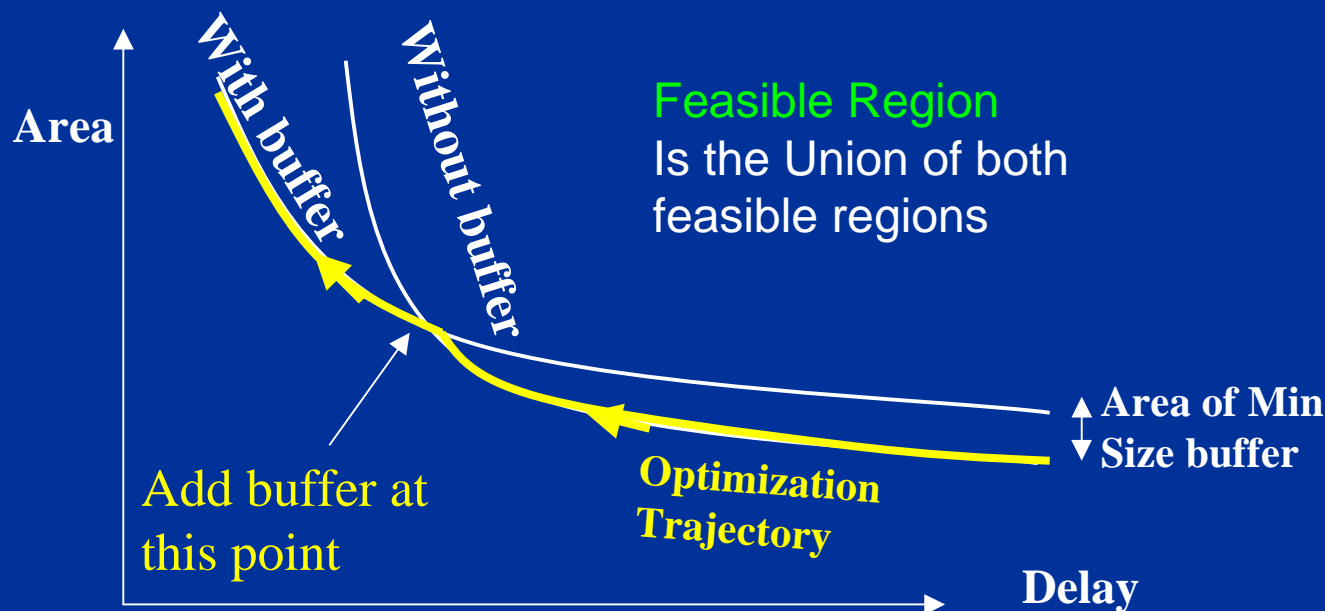 With buffer
Without buffer
Area
Feasible Region
Is the Union of both
feasible regions
Area of Min
Size buffer
Add buffer at
this point
Optimization
Trajectory
Delay